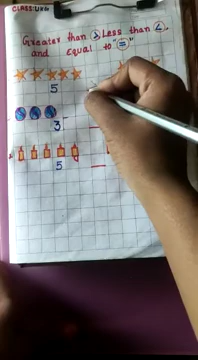 CLASS:UKG
Greater than > Less than <,
and Equal to "="
5
3
5